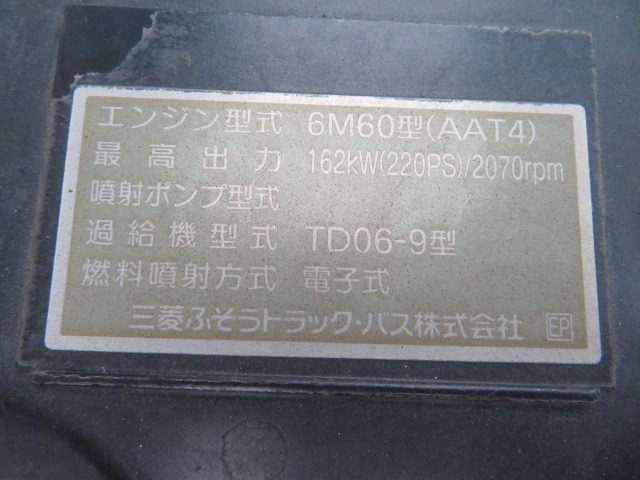 エンジン型式 6M60型(AAT4)
最高出力 162kW(220PS)/2070rpm
噴射ポンプ型式
過給機型式 TD06-9型
燃料噴射方式 電子式
三菱ふそうトラック・バス株式会社 EP